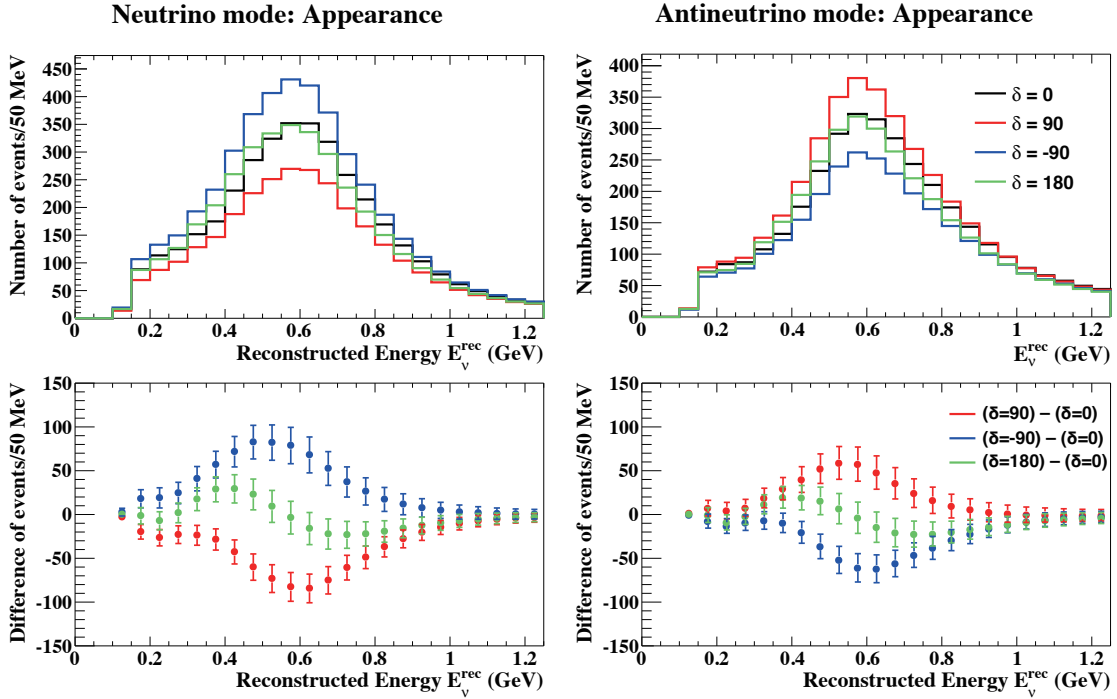 Neutrino mode: Appearance
Antineutrino mode: Appearance
Number of events/50 MeV
450
400
350
300
250
200
150
100
50
0
0 0.2 0.4 0.6 0.8 1 1.2
Reconstructed Energy E_ν^rec (GeV)
Number of events/50 MeV
400
350
300
250
200
150
100
50
0
δ = 0
δ = 90
δ = -90
δ = 180
0 0.2 0.4 0.6 0.8 1 1.2
E_ν^rec (GeV)
Difference of events/50 MeV
150
100
50
0
-50
-100
-150
0 0.2 0.4 0.6 0.8 1 1.2
Reconstructed Energy E_ν^rec (GeV)
Difference of events/50 MeV
150
100
50
0
-50
-100
-150
(δ=90) − (δ=0)
(δ=-90) − (δ=0)
(δ=180) − (δ=0)
0 0.2 0.4 0.6 0.8 1 1.2
Reconstructed Energy E_ν^rec (GeV)